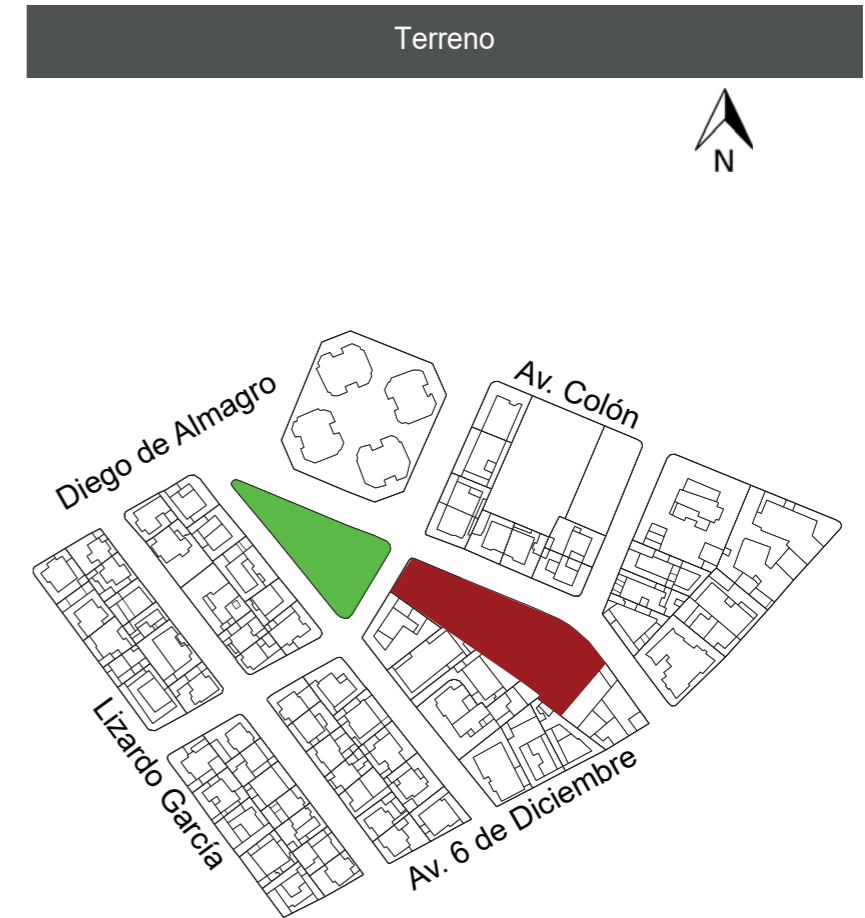 Terreno
N
Av. Colón
Diego de Almagro
Lizardo García
Av. 6 de Diciembre